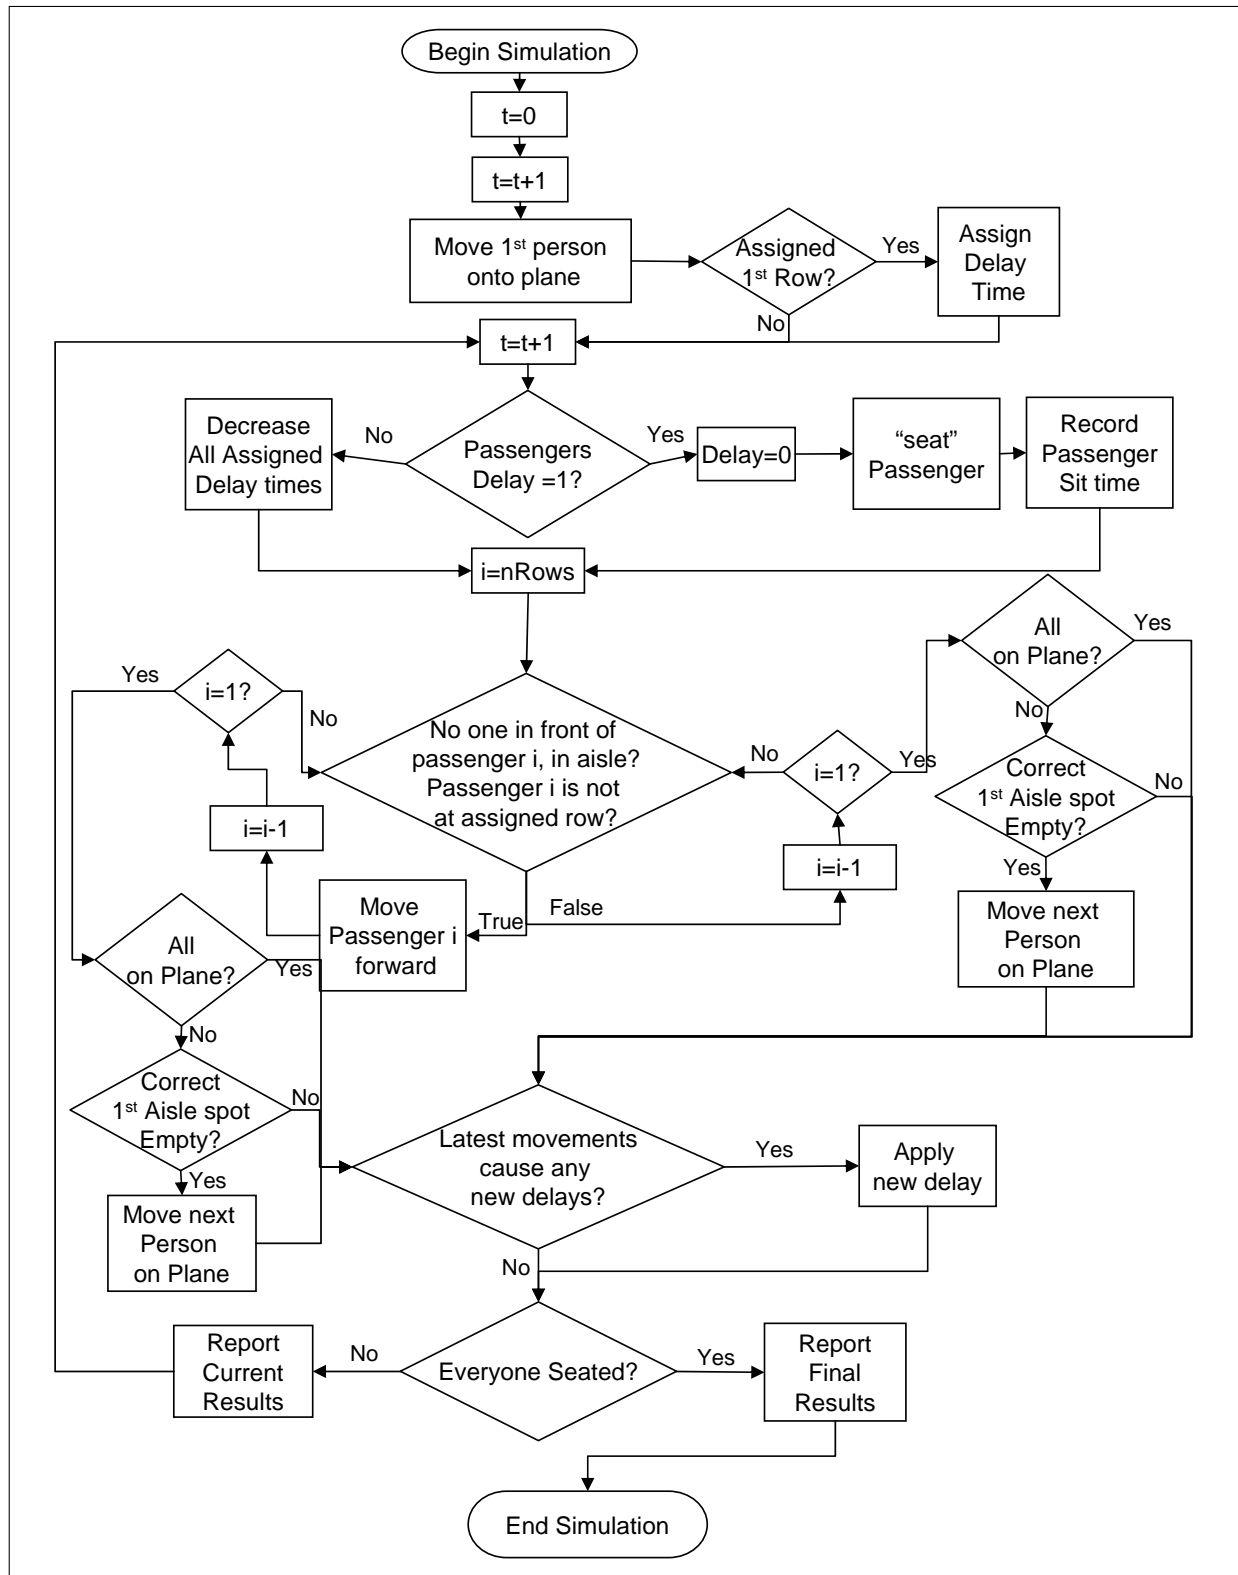 Begin Simulation
t=0
t=t+1
Move 1st person
onto plane
Assigned
1st Row?
Yes
Assign
Delay
Time
No
t=t+1
Decrease
All Assigned
Delay times
No
Passengers
Delay =1?
Yes
Delay=0
“seat”
Passenger
Record
Passenger
Sit time
i=nRows
All
on Plane?
Yes
No
Yes
i=1?
No
No one in front of
passenger i, in aisle?
Passenger i is not
at assigned row?
No
i=1?
Yes
Correct
1st Aisle spot
Empty?
No
Yes
i=i-1
i=i-1
Move
Passenger i
forward
True
False
Move next
Person
on Plane
All
on Plane?
Yes
No
Correct
1st Aisle spot
Empty?
No
Yes
Move next
Person
on Plane
Latest movements
cause any
new delays?
Yes
Apply
new delay
No
Report
Current
Results
No
Everyone Seated?
Yes
Report
Final
Results
End Simulation